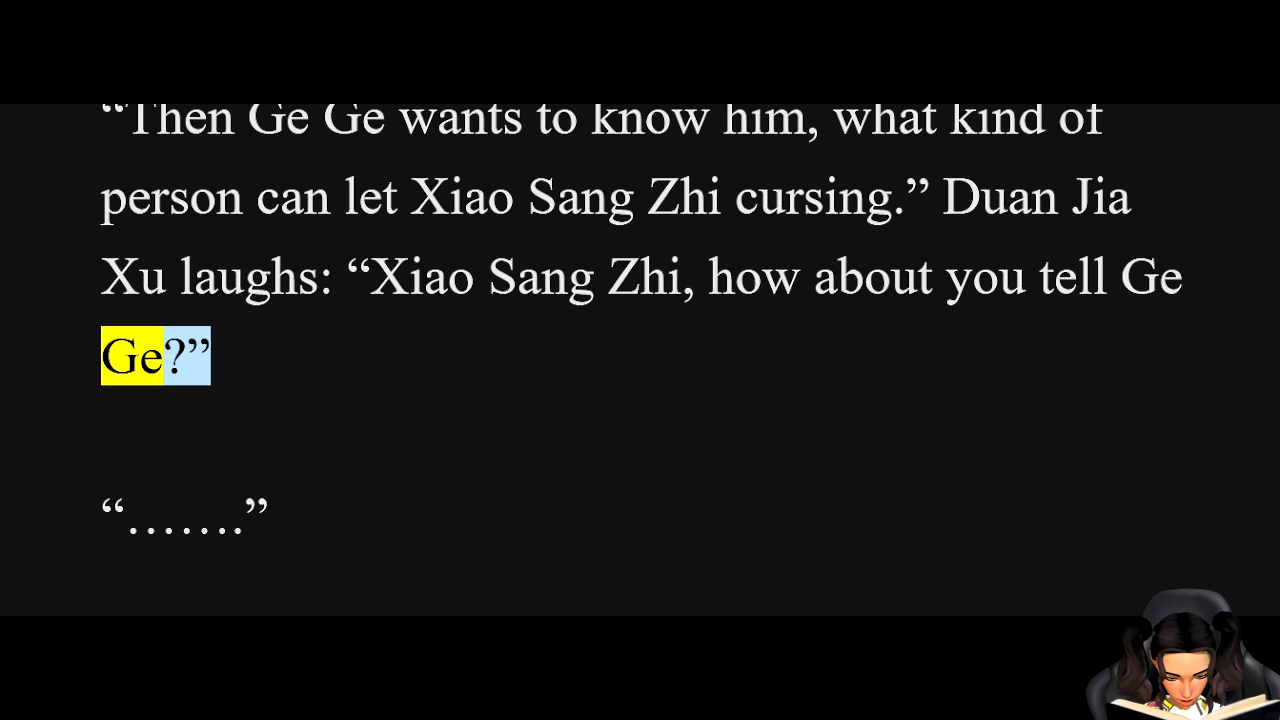 “Then Ge Ge wants to know him, what kind of
person can let Xiao Sang Zhi cursing.” Duan Jia
Xu laughs: “Xiao Sang Zhi, how about you tell Ge
Ge?”
“…….”